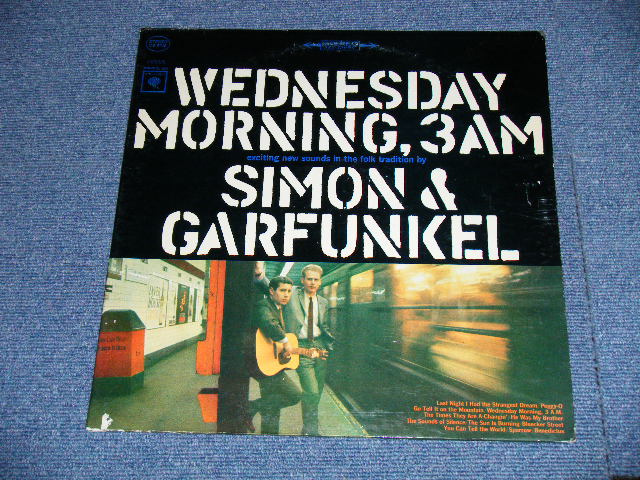 WEDNESDAY
MORNING, 3 AM
exciting new sounds in the folk tradition by
SIMON &
GARFUNKEL
Last Night I Had the Strangest Dream Peggy-O
Go Tell It on the Mountain Wednesday Morning, 3 A.M.
The Times They Are A-Changin' He Was My Brother
The Sounds of Silence The Sun Is Burning Bleecker Street
You Can Tell the World Sparrow Benedictus